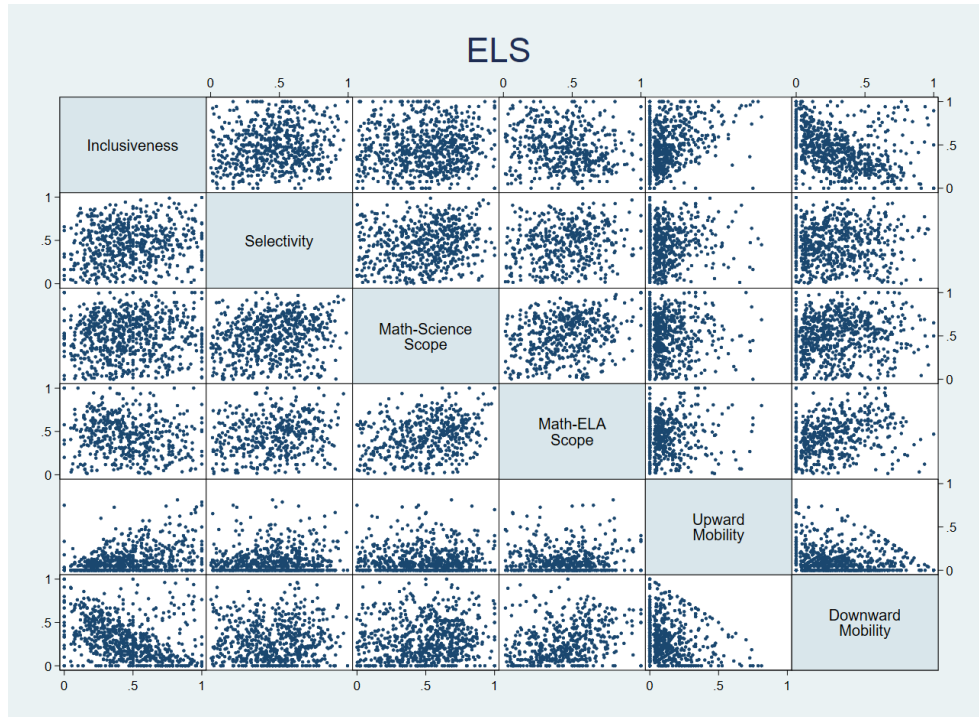 ELS
0 .5 1 0 .5 1 0 .5 1
Inclusiveness
1
.5
0
1
.5
0
Selectivity
Math-Science
Scope
1
.5
0
1
.5
0
Math-ELA
Scope
Upward
Mobility
1
.5
0
1
.5
0
Downward
Mobility
0 .5 1 0 .5 1 0 .5 1